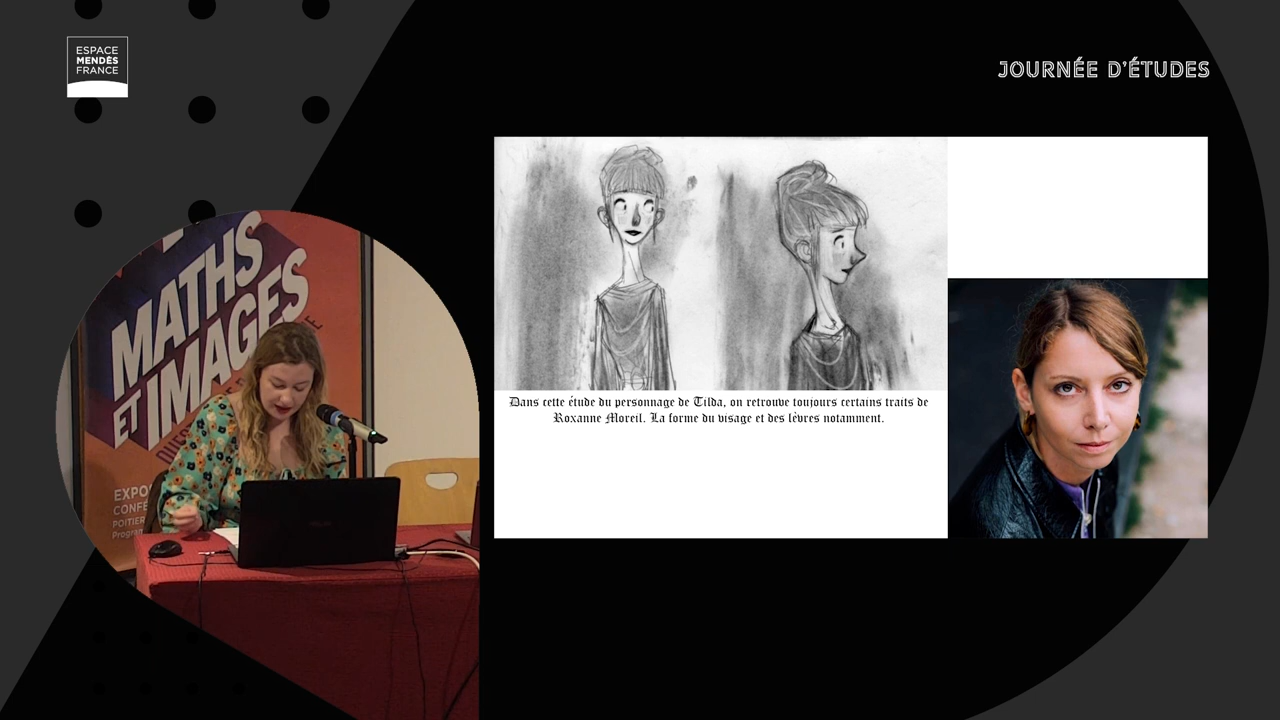 ESPACE
MENDÈS
FRANCE
JOURNÉE D'ÉTUDES
MATHS
ET IMAGES
EXPO
CONFÉ
POITIER
Program
Dans cette étude du personnage de Tilda, on retrouve toujours certains traits de
Roxanne Moreil. La forme du visage et des lèvres notamment.